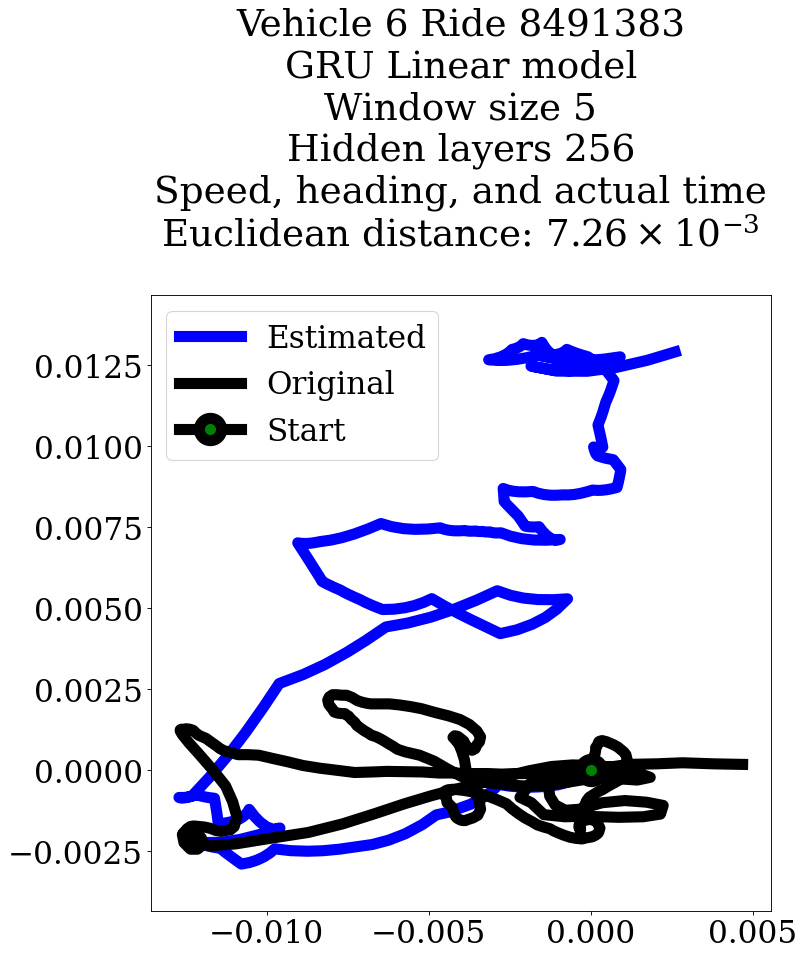 Vehicle 6 Ride 8491383
GRU Linear model
Window size 5
Hidden layers 256
Speed, heading, and actual time
Euclidean distance: 7.26 × 10⁻³
Estimated
Original
Start
0.0125
0.0100
0.0075
0.0050
0.0025
0.0000
−0.0025
−0.010
−0.005
0.000
0.005